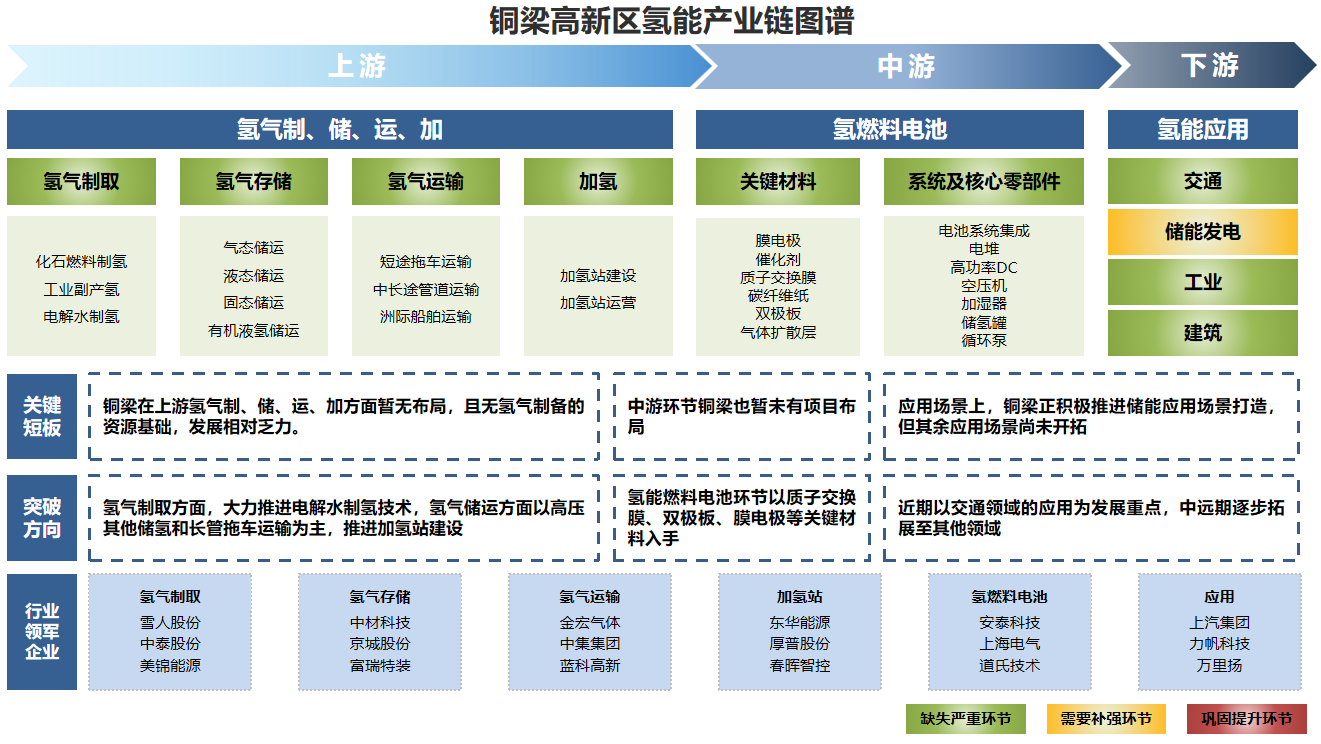 铜梁高新区氢能产业链图谱
上游
中游
下游
氢气制、储、运、加
氢燃料电池
氢能应用
氢气制取
氢气存储
氢气运输
加氢
关键材料
系统及核心零部件
交通
储能发电
工业
建筑
化石燃料制氢
工业副产氢
电解水制氢
气态储运
液态储运
固态储运
有机液氢储运
短途拖车运输
中长途管道运输
洲际船舶运输
加氢站建设
加氢站运营
膜电极
催化剂
质子交换膜
碳纤维纸
双极板
气体扩散层
电池系统集成
电堆
高功率DC
空压机
加湿器
储氢罐
循环泵
关键
短板
铜梁在上游氢气制、储、运、加方面暂无布局，且无氢气制备的
资源基础，发展相对乏力。
中游环节铜梁也暂未有项目布
局
应用场景上，铜梁正积极推进储能应用场景打造，
但其余应用场景尚未开拓
突破
方向
氢气制取方面，大力推进电解水制氢技术，氢气储运方面以高压
其他储氢和长管拖车运输为主，推进加氢站建设
氢能燃料电池环节以质子交换
膜、双极板、膜电极等关键材
料入手
近期以交通领域的应用为发展重点，中远期逐步拓
展至其他领域
行业
领军
企业
氢气制取
雪人股份
中泰股份
美锦能源
氢气存储
中材科技
京城股份
富瑞特装
氢气运输
金宏气体
中集集团
蓝科高新
加氢站
东华能源
厚普股份
春晖智控
氢燃料电池
安泰科技
上海电气
道氏技术
应用
上汽集团
力帆科技
万里扬
缺失严重环节
需要补强环节
巩固提升环节